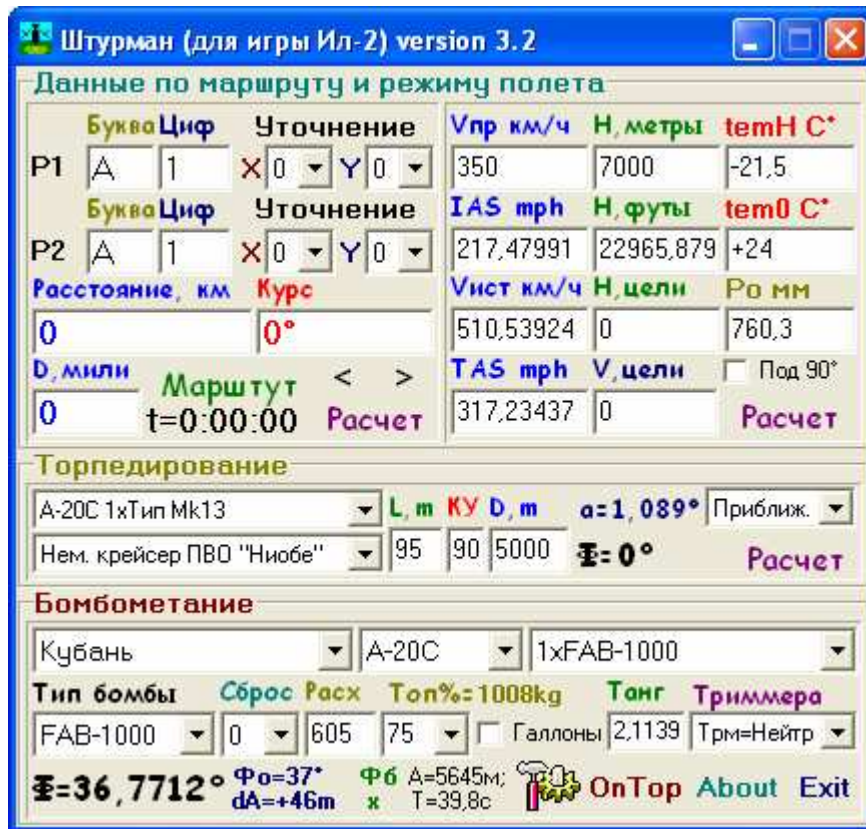 Штурман (для игры Ил-2) version 3.2
Данные по маршруту и режиму полета
Буква Циф Уточнение Vпр км/ч Н,метры temH C°
P1 A 1 X 0 Y 0 350 7000 -21,5
Буква Циф Уточнение IAS mph Н,футы tem0 C°
P2 A 1 X 0 Y 0 217,47991 22965,879 +24
Расстояние, км Курс Vист км/ч Н,цели Ро мм
0 0° 510,53924 0 760,3
D,мили Марштут < > TAS mph V,цели Под 90°
0 t=0:00:00 Расчет 317,23437 0 Расчет
Торпедирование
A-20C 1xТип Mk13 L,m КУ D,m a=1,089° Приближ.
Нем. крейсер ПВО "Ниобе" 95 90 5000 Ф=0° Расчет
Бомбометание
Кубань A-20C 1xFAB-1000
Тип бомбы Сброс Расх Топ%=1008kg Танг Триммера
FAB-1000 0 605 75 Галлоны 2,1139 Трм=Нейтр
Ф=36,7712° Фо=37° Фб A=5645м; OnTop About Exit
dA=+46m х T=39,8с